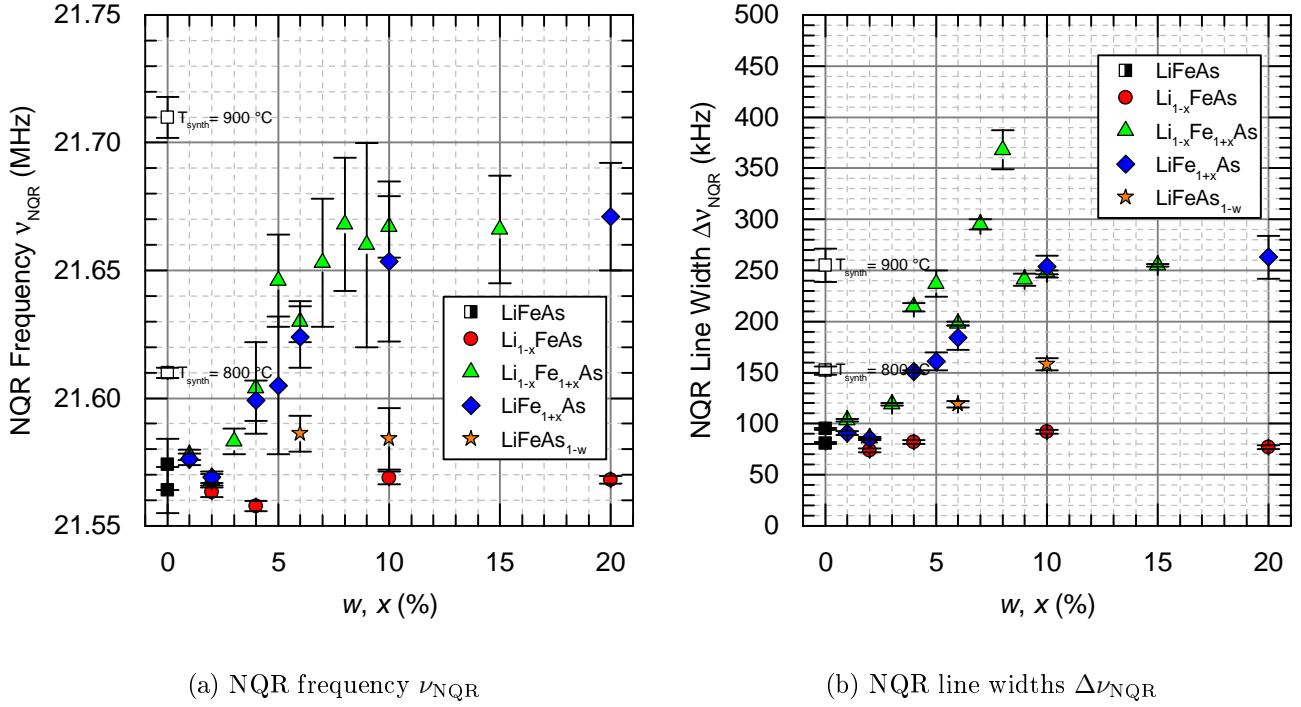 NQR Frequency νNQR (MHz)
21.75
21.70
21.65
21.60
21.55
Tsynth= 900 °C
Tsynth= 800 °C
LiFeAs
Li1-xFeAs
Li1-xFe1+xAs
LiFe1+xAs
LiFeAs1-w
0 5 10 15 20
w, x (%)
(a) NQR frequency νNQR
NQR Line Width ΔνNQR (kHz)
500
450
400
350
300
250
200
150
100
50
0
Tsynth= 900 °C
Tsynth= 800 °C
LiFeAs
Li1-xFeAs
Li1-xFe1+xAs
LiFe1+xAs
LiFeAs1-w
0 5 10 15 20
w, x (%)
(b) NQR line widths ΔνNQR